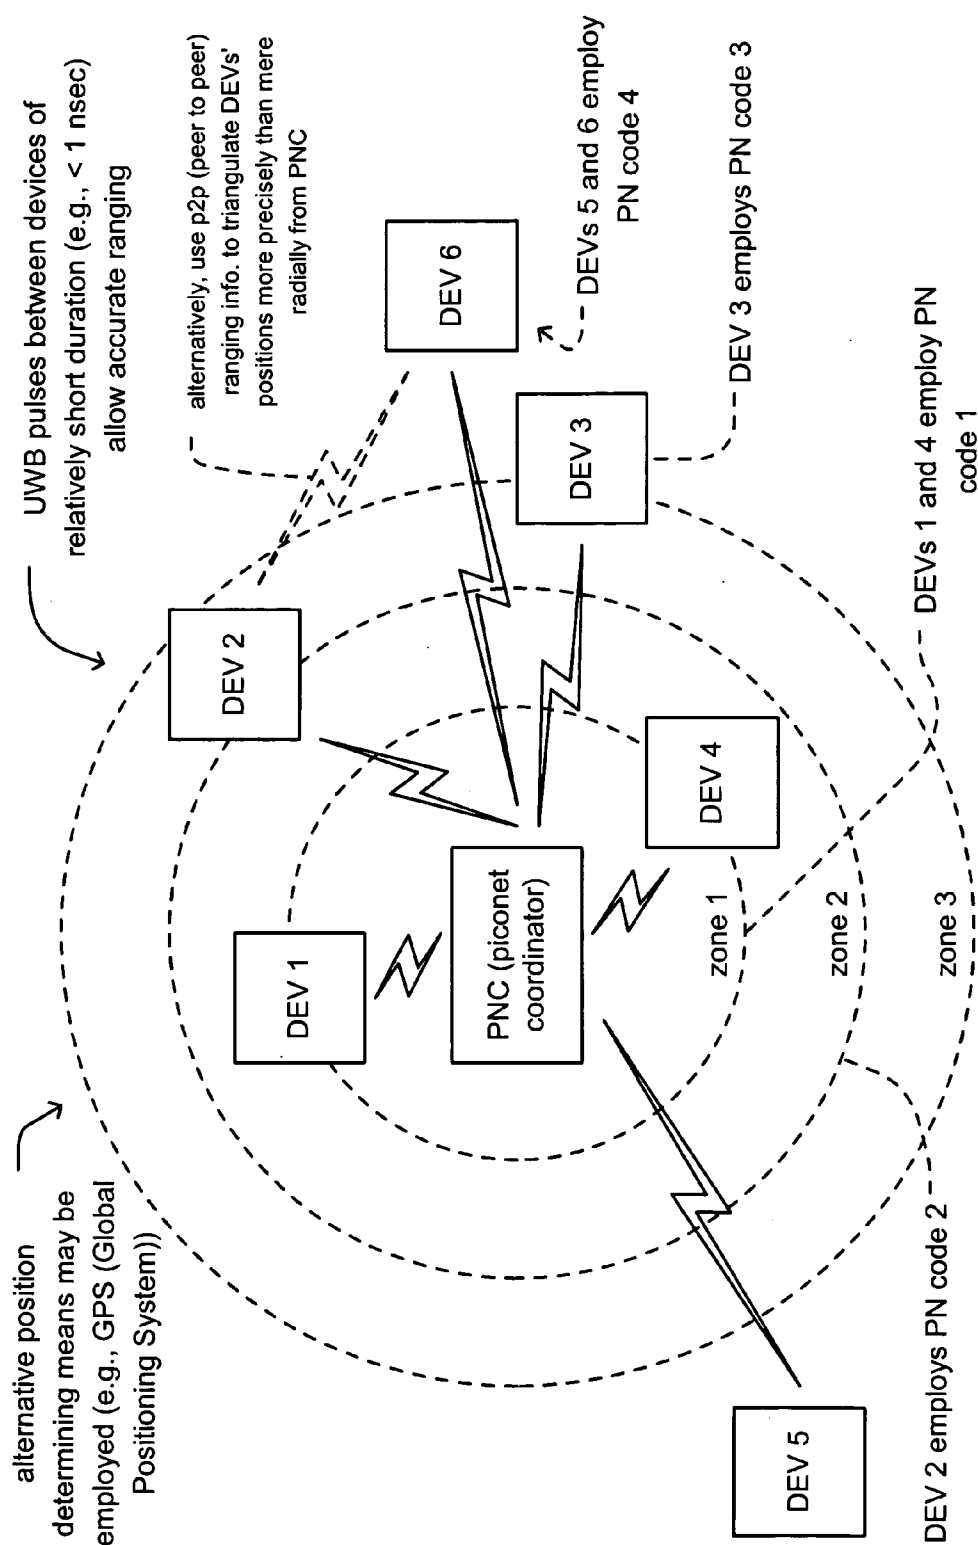 alternative position
determining means may be
employed (e.g., GPS (Global
Positioning System))
UWB pulses between devices of
relatively short duration (e.g., < 1 nsec)
allow accurate ranging
alternatively, use p2p (peer to peer)
ranging info. to triangulate DEVs'
positions more precisely than mere
radially from PNC
DEV 1
DEV 2
DEV 6
PNC (piconet
coordinator)
DEV 3
DEV 4
DEV 5
zone 1
zone 2
zone 3
DEVs 5 and 6 employ
PN code 4
DEV 3 employs PN code 3
DEVs 1 and 4 employ PN
code 1
DEV 2 employs PN code 2